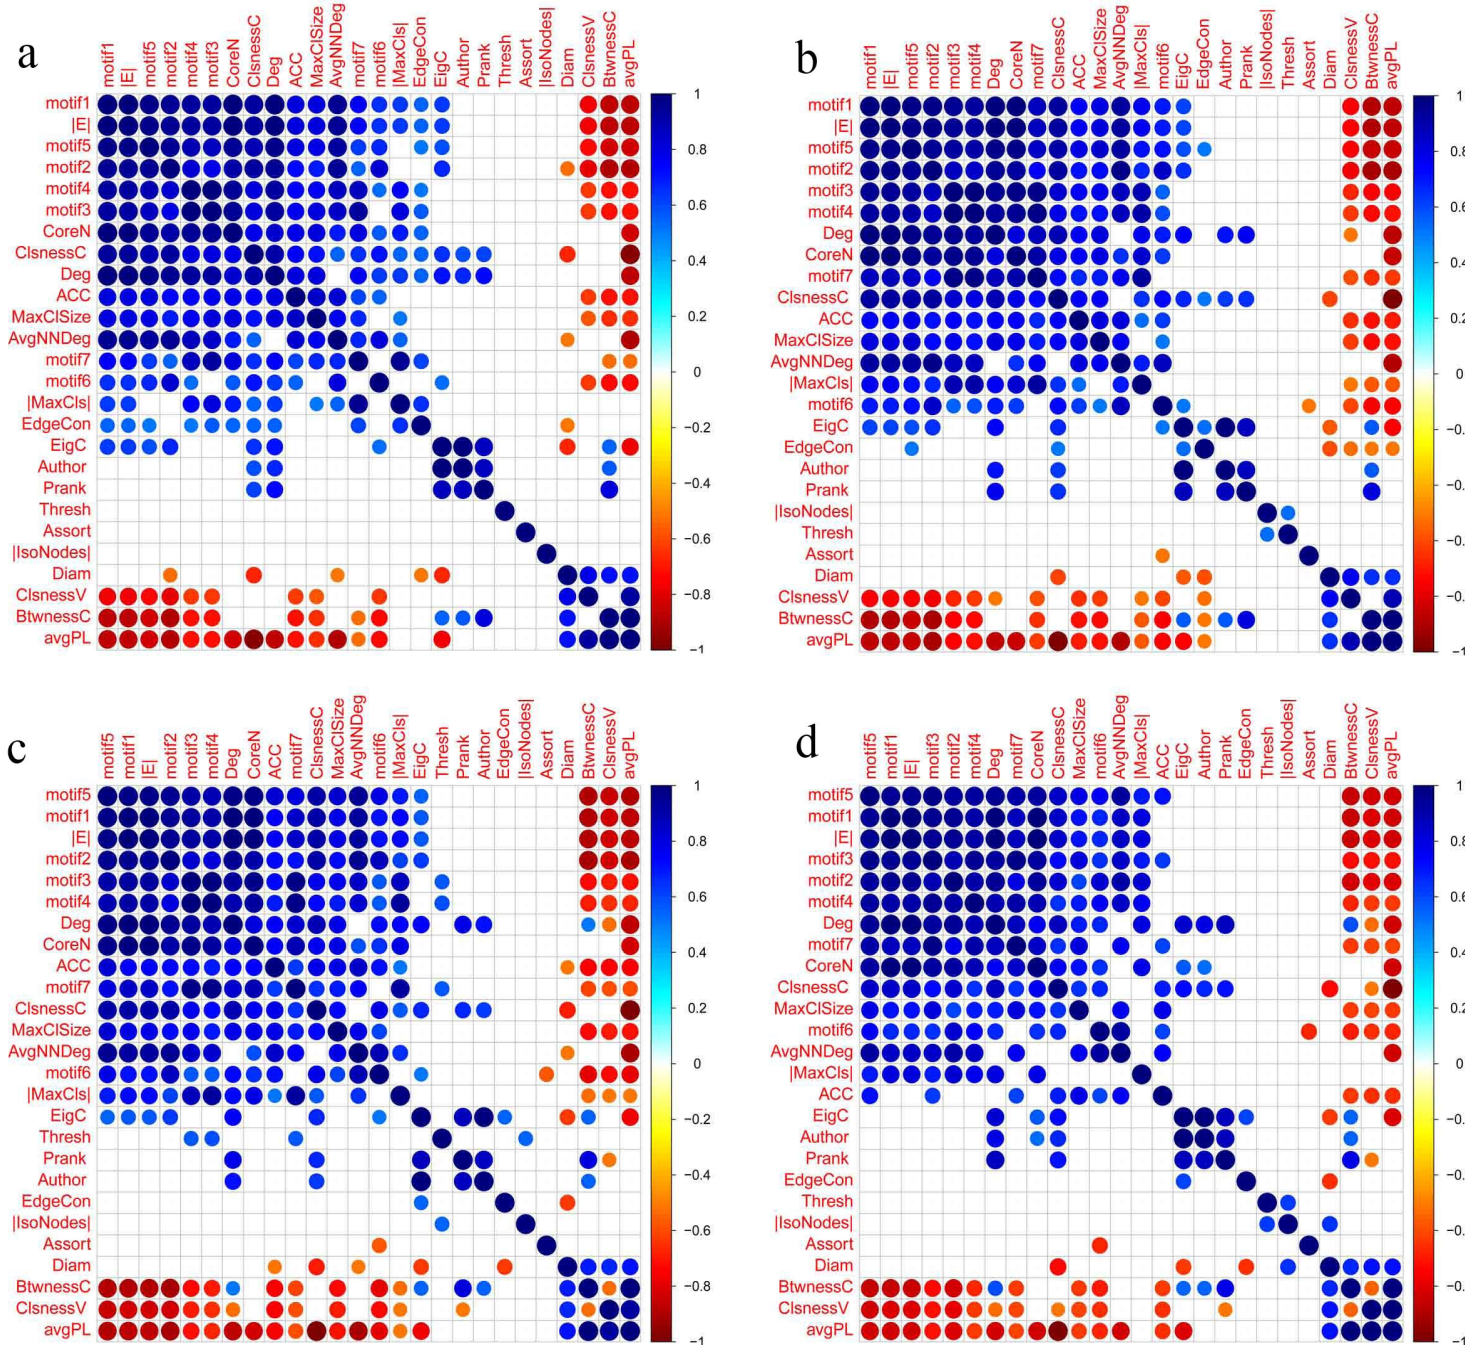 a
motif1 |E| motif5 motif2 motif4 motif3 CoreN ClsnessC Deg ACC MaxClSize AvgNNDeg motif7 motif6 |MaxCls| EdgeCon EigC Author Prank Thresh Assort |IsoNodes| Diam ClsnessV BtwnessC avgPL
motif1
|E|
motif5
motif2
motif4
motif3
CoreN
ClsnessC
Deg
ACC
MaxClSize
AvgNNDeg
motif7
motif6
|MaxCls|
EdgeCon
EigC
Author
Prank
Thresh
Assort
|IsoNodes|
Diam
ClsnessV
BtwnessC
avgPL
1
0.8
0.6
0.4
0.2
0
−0.2
−0.4
−0.6
−0.8
−1
b
motif1 |E| motif5 motif2 motif3 motif4 Deg CoreN motif7 ClsnessC ACC MaxClSize AvgNNDeg |MaxCls| motif6 EigC EdgeCon Author Prank |IsoNodes| Thresh Assort Diam ClsnessV BtwnessC avgPL
motif1
|E|
motif5
motif2
motif3
motif4
Deg
CoreN
motif7
ClsnessC
ACC
MaxClSize
AvgNNDeg
|MaxCls|
motif6
EigC
EdgeCon
Author
Prank
|IsoNodes|
Thresh
Assort
Diam
ClsnessV
BtwnessC
avgPL
1
0.8
0.6
0.4
0.2
0
−0.
−0.
−0.
−0.
−1
c
motif5 motif1 |E| motif2 motif3 motif4 Deg CoreN ACC motif7 ClsnessC MaxClSize AvgNNDeg motif6 |MaxCls| EigC Thresh Prank Author EdgeCon |IsoNodes| Assort Diam BtwnessC ClsnessV avgPL
motif5
motif1
|E|
motif2
motif3
motif4
Deg
CoreN
ACC
motif7
ClsnessC
MaxClSize
AvgNNDeg
motif6
|MaxCls|
EigC
Thresh
Prank
Author
EdgeCon
|IsoNodes|
Assort
Diam
BtwnessC
ClsnessV
avgPL
1
0.8
0.6
0.4
0.2
0
−0.2
−0.4
−0.6
−0.8
−1
d
motif5 motif1 |E| motif3 motif2 motif4 Deg motif7 CoreN ClsnessC MaxClSize motif6 AvgNNDeg |MaxCls| ACC EigC Author Prank EdgeCon Thresh |IsoNodes| Assort Diam BtwnessC ClsnessV avgPL
motif5
motif1
|E|
motif3
motif2
motif4
Deg
motif7
CoreN
ClsnessC
MaxClSize
motif6
AvgNNDeg
|MaxCls|
ACC
EigC
Author
Prank
EdgeCon
Thresh
|IsoNodes|
Assort
Diam
BtwnessC
ClsnessV
avgPL
1
0.8
0.6
0.4
0.2
0
−0.
−0.
−0.
−0.
−1